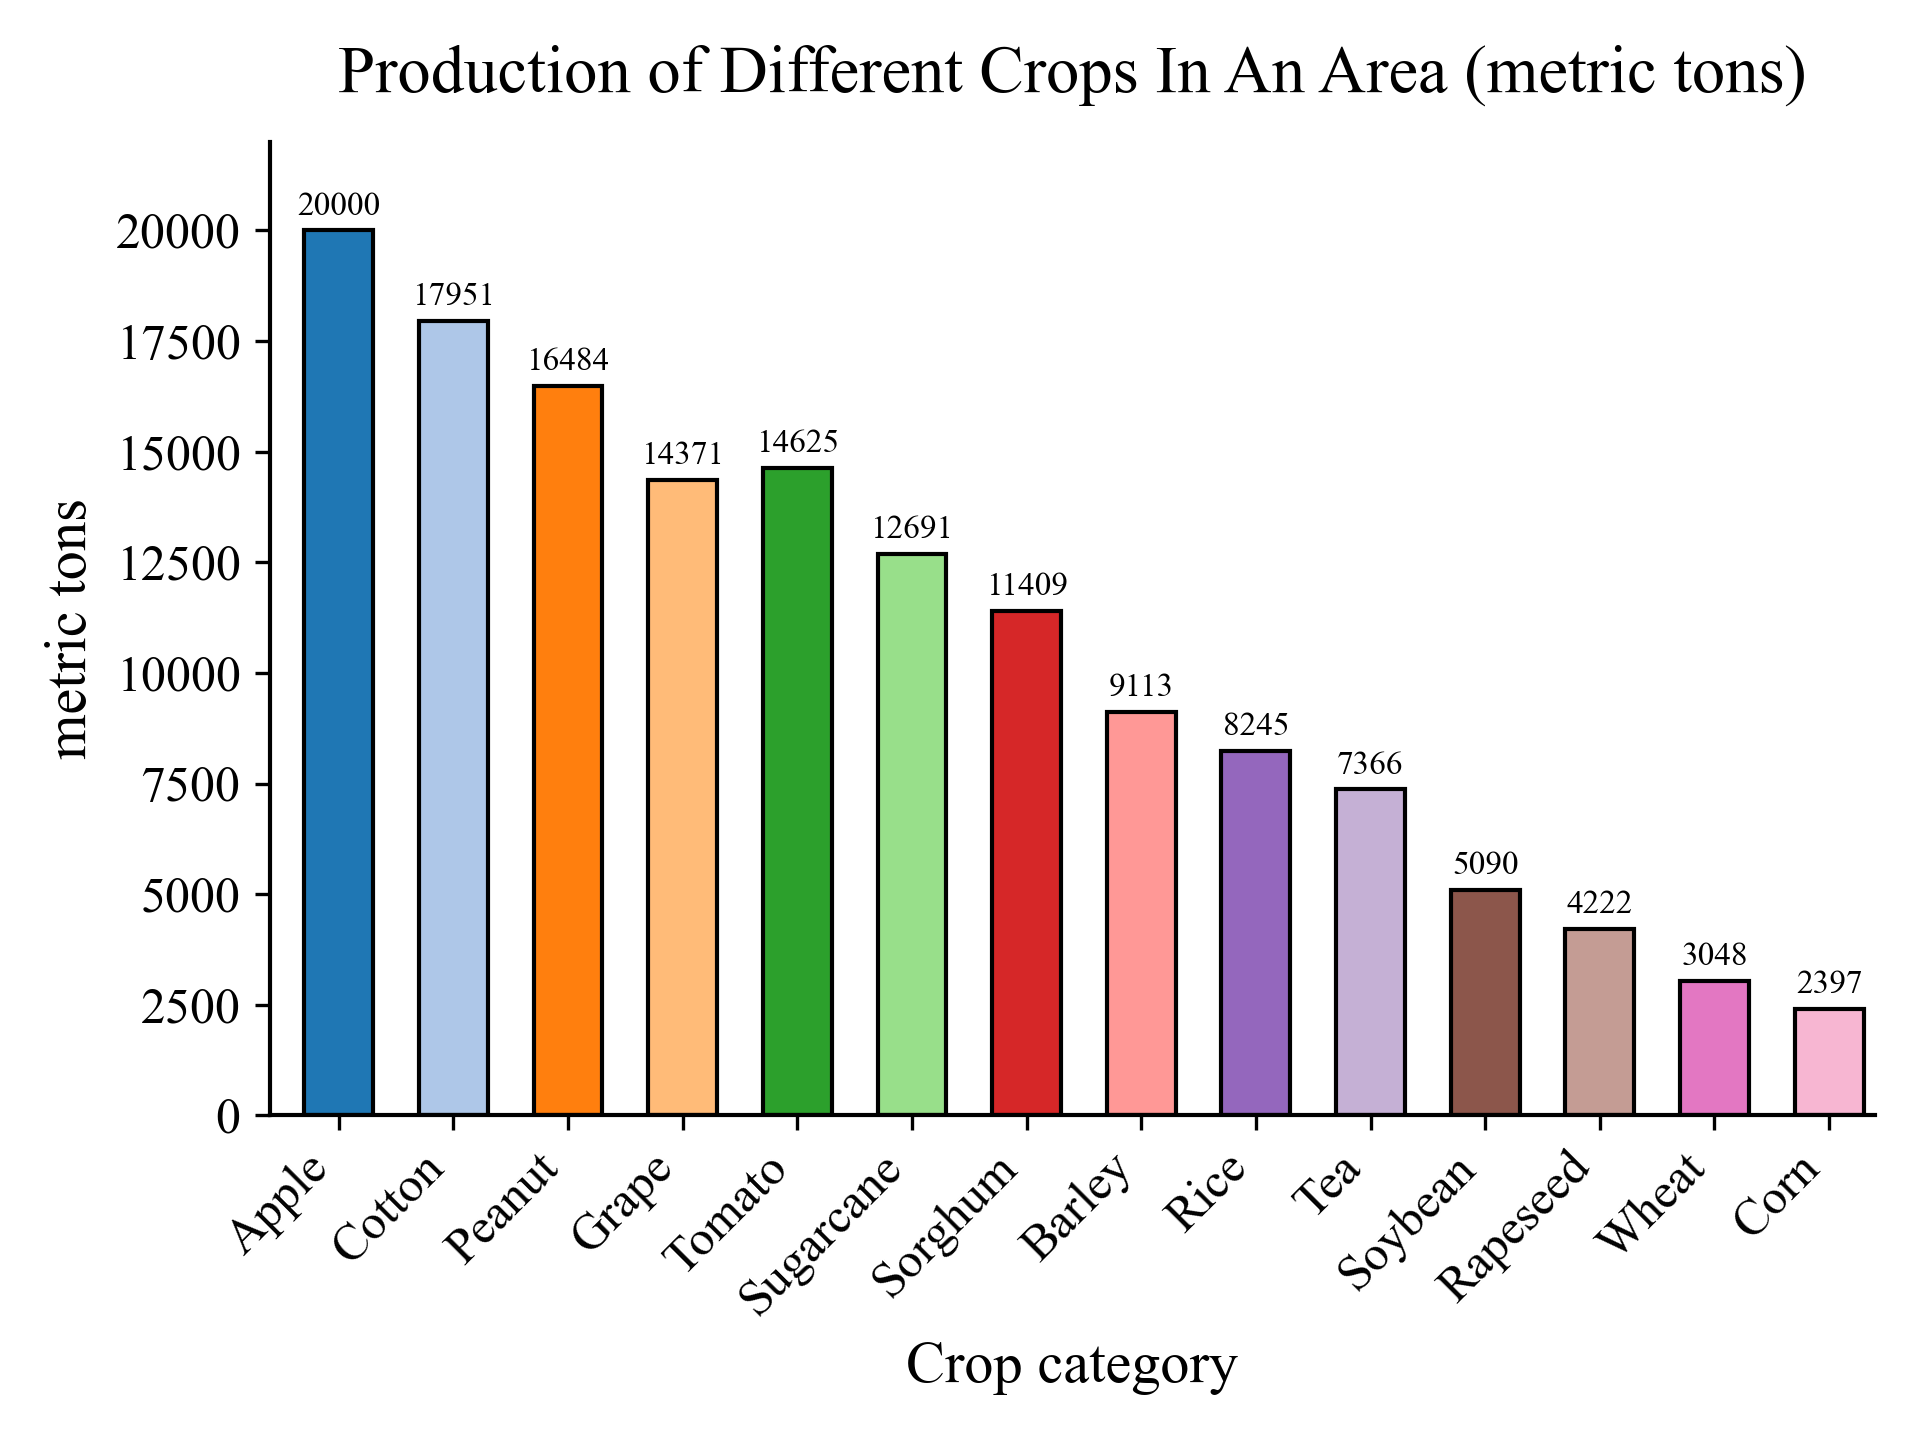 Production of Different Crops In An Area (metric tons)
metric tons
20000
17500
15000
12500
10000
7500
5000
2500
0
20000
17951
16484
14371
14625
12691
11409
9113
8245
7366
5090
4222
3048
2397
Apple
Cotton
Peanut
Grape
Tomato
Sugarcane
Sorghum
Barley
Rice
Tea
Soybean
Rapeseed
Wheat
Corn
Crop category